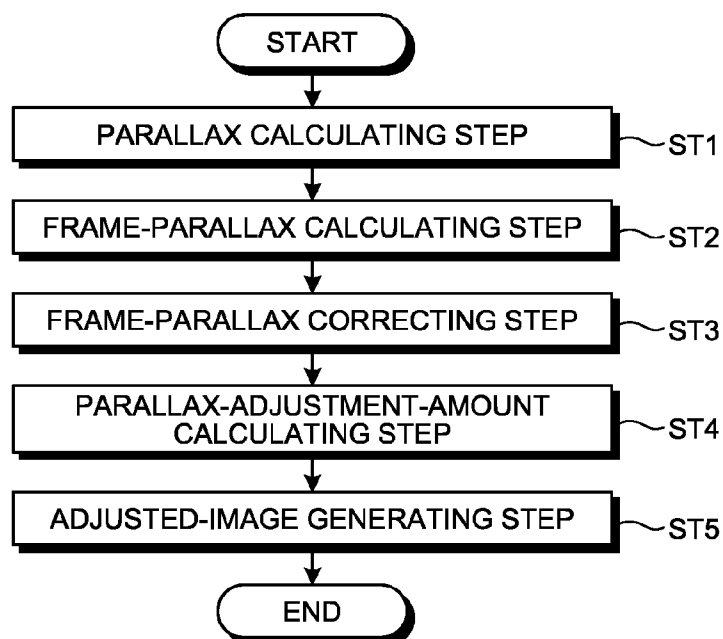 START
PARALLAX CALCULATING STEP
ST1
FRAME-PARALLAX CALCULATING STEP
ST2
FRAME-PARALLAX CORRECTING STEP
ST3
PARALLAX-ADJUSTMENT-AMOUNT
CALCULATING STEP
ST4
ADJUSTED-IMAGE GENERATING STEP
ST5
END